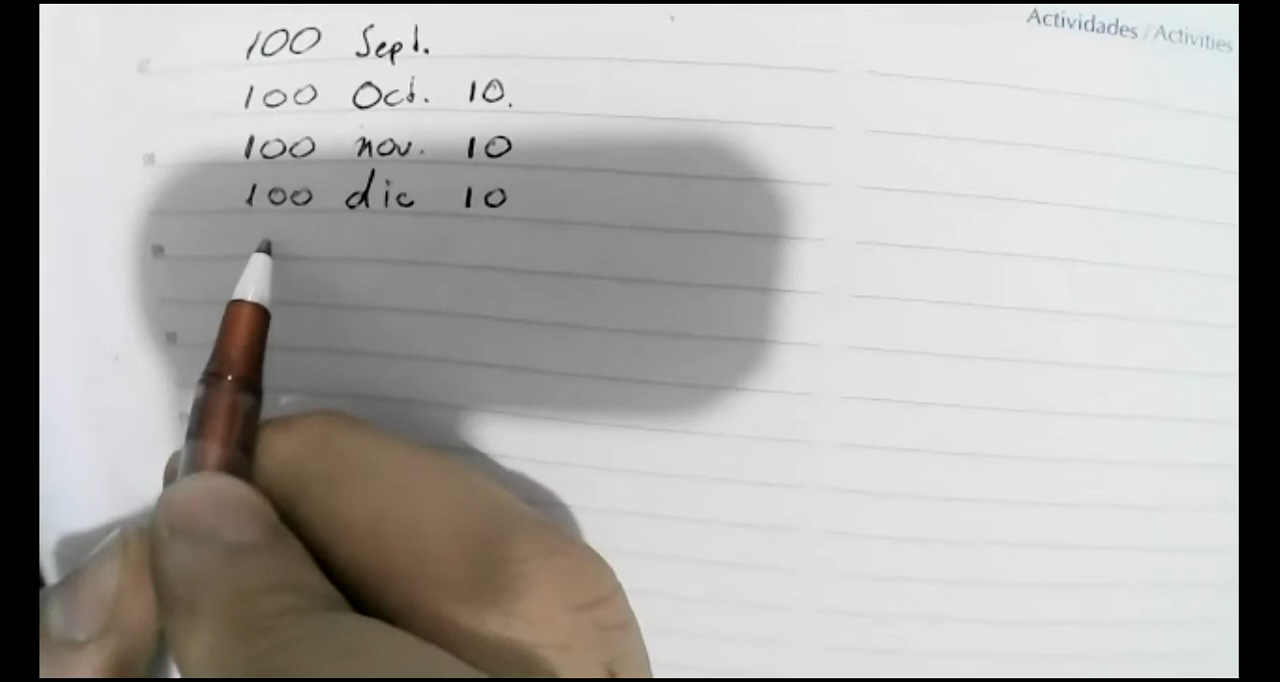 Actividades / Activities
100 Sept.
100 Oct. 10.
100 nov. 10
100 dic 10